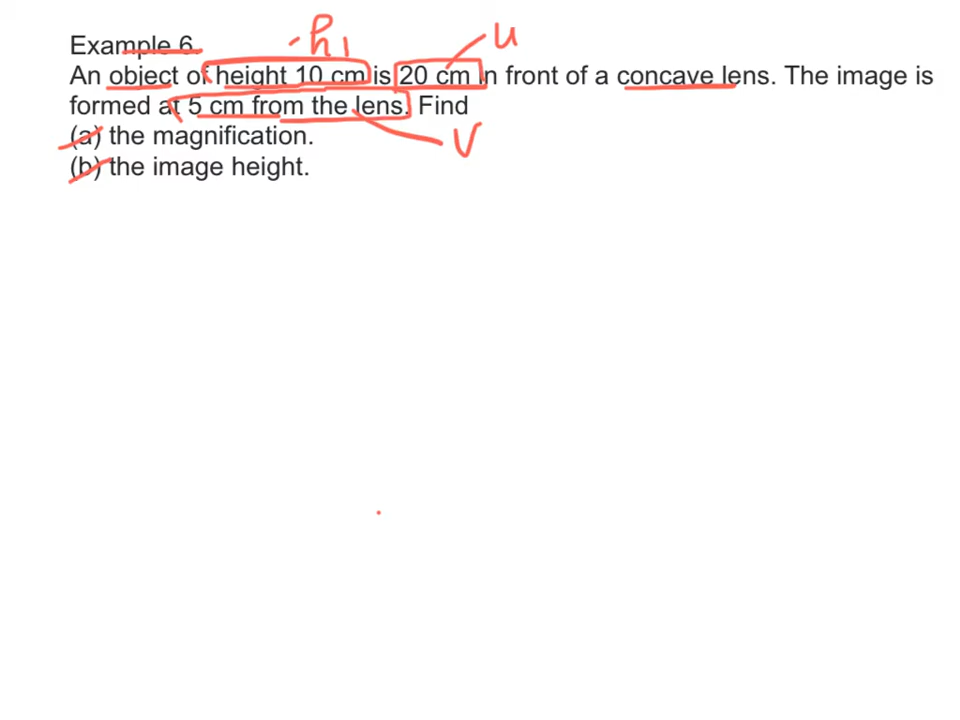 h1 u
Example 6
An object of height 10 cm is 20 cm in front of a concave lens. The image is
formed at 5 cm from the lens. Find
v
(a) the magnification.
(b) the image height.